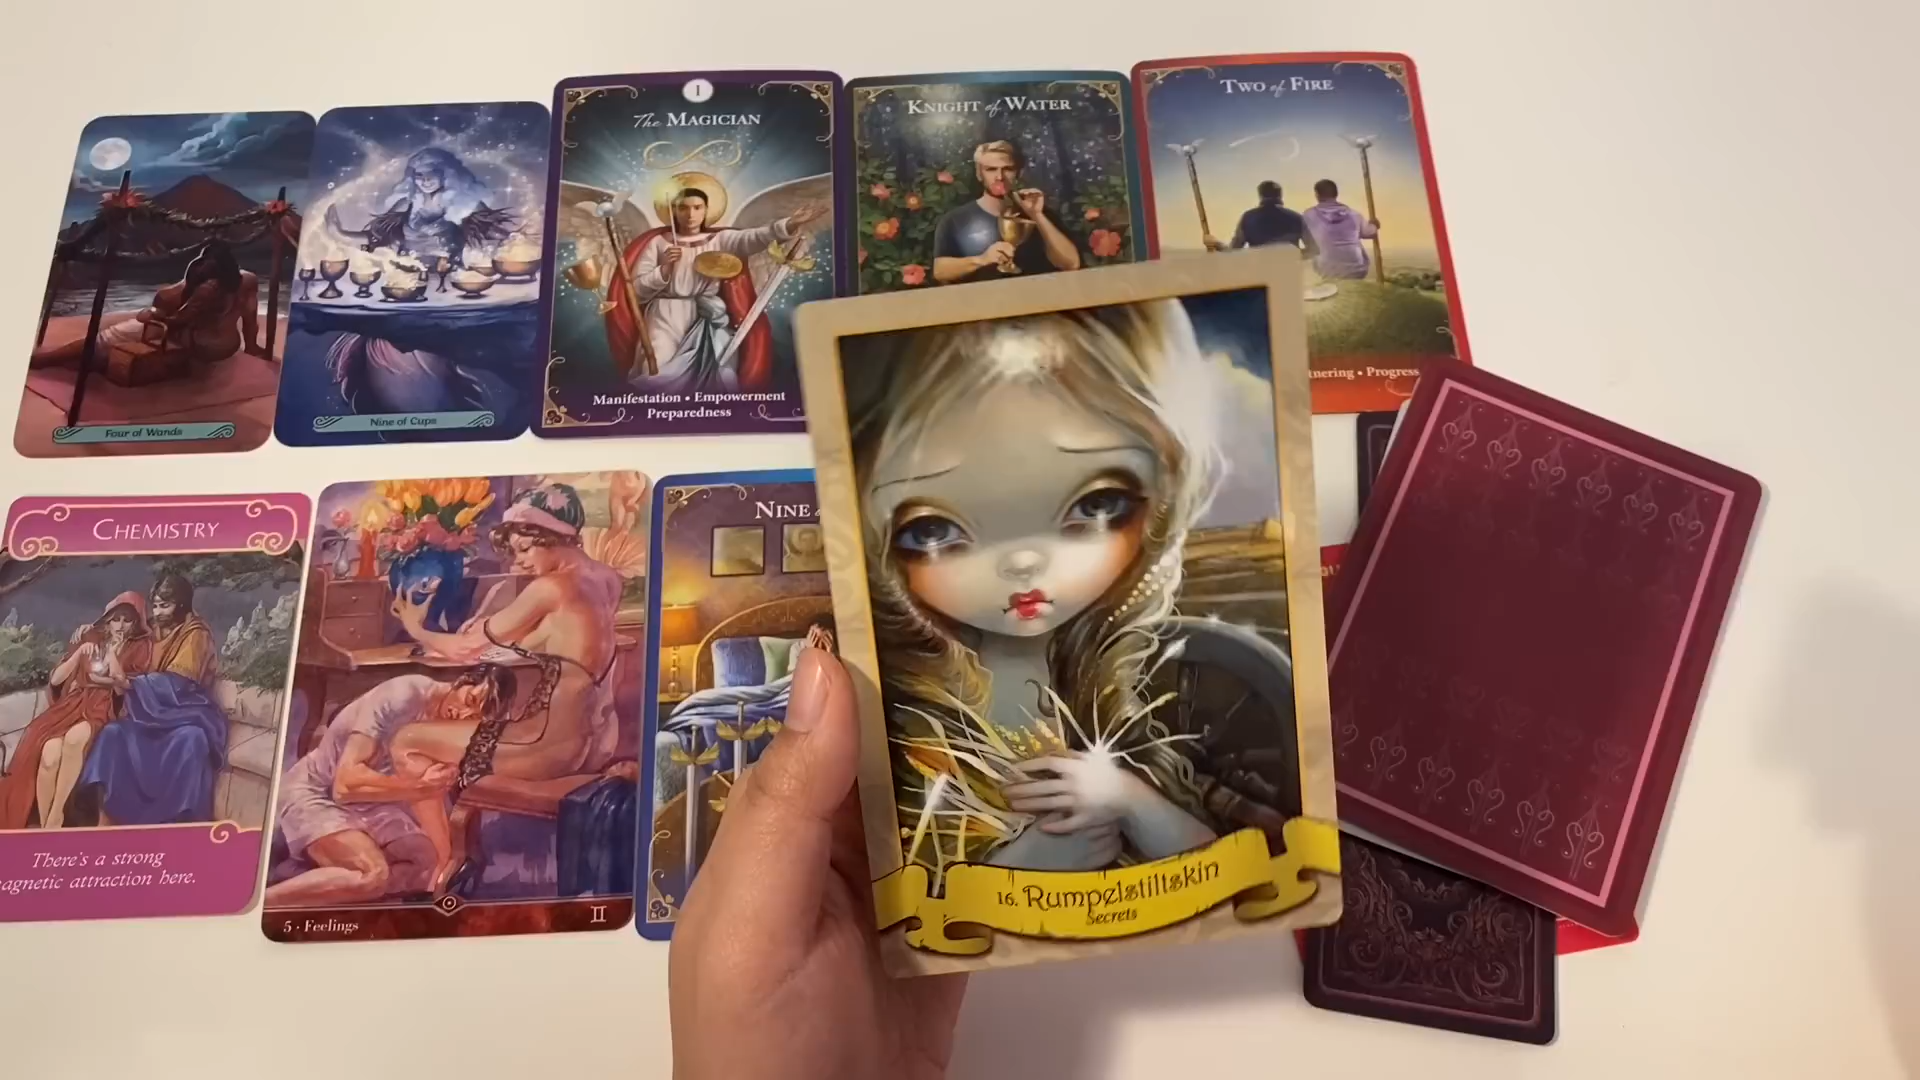 1
The MAGICIAN
KNIGHT of WATER
TWO of FIRE
Manifestation • Empowerment
Preparedness
Four of Wands
Nine of Cups
• Progress
CHEMISTRY
NINE
There's a strong
attraction here.
5 • Feelings
II
16. Rumpelstiltskin
Secrets